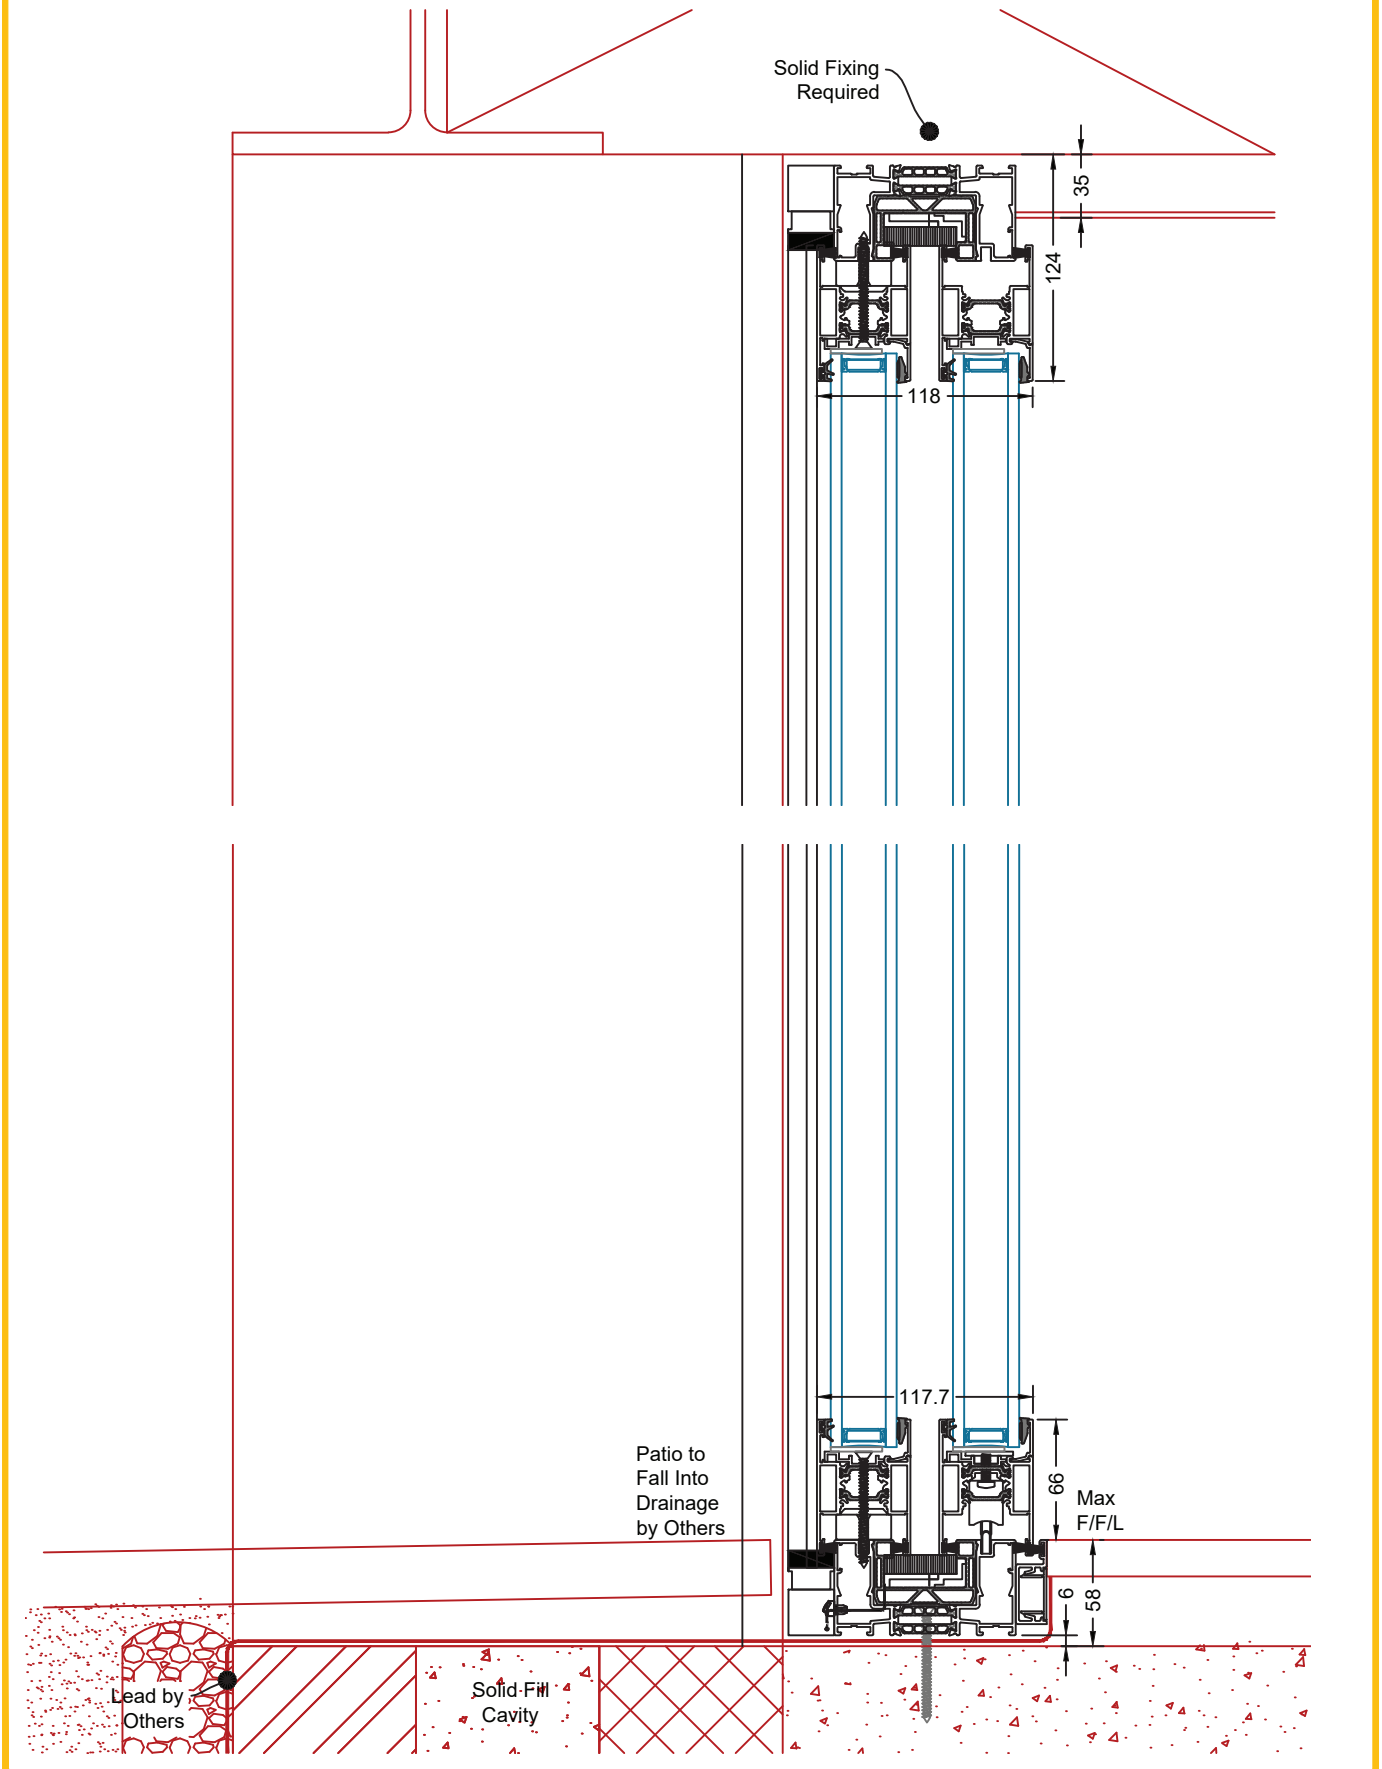 Solid Fixing
Required
35
124
118
117.7
66
Max
F/F/L
6
58
Patio to
Fall Into
Drainage
by Others
Lead by
Others
Solid Fill
Cavity